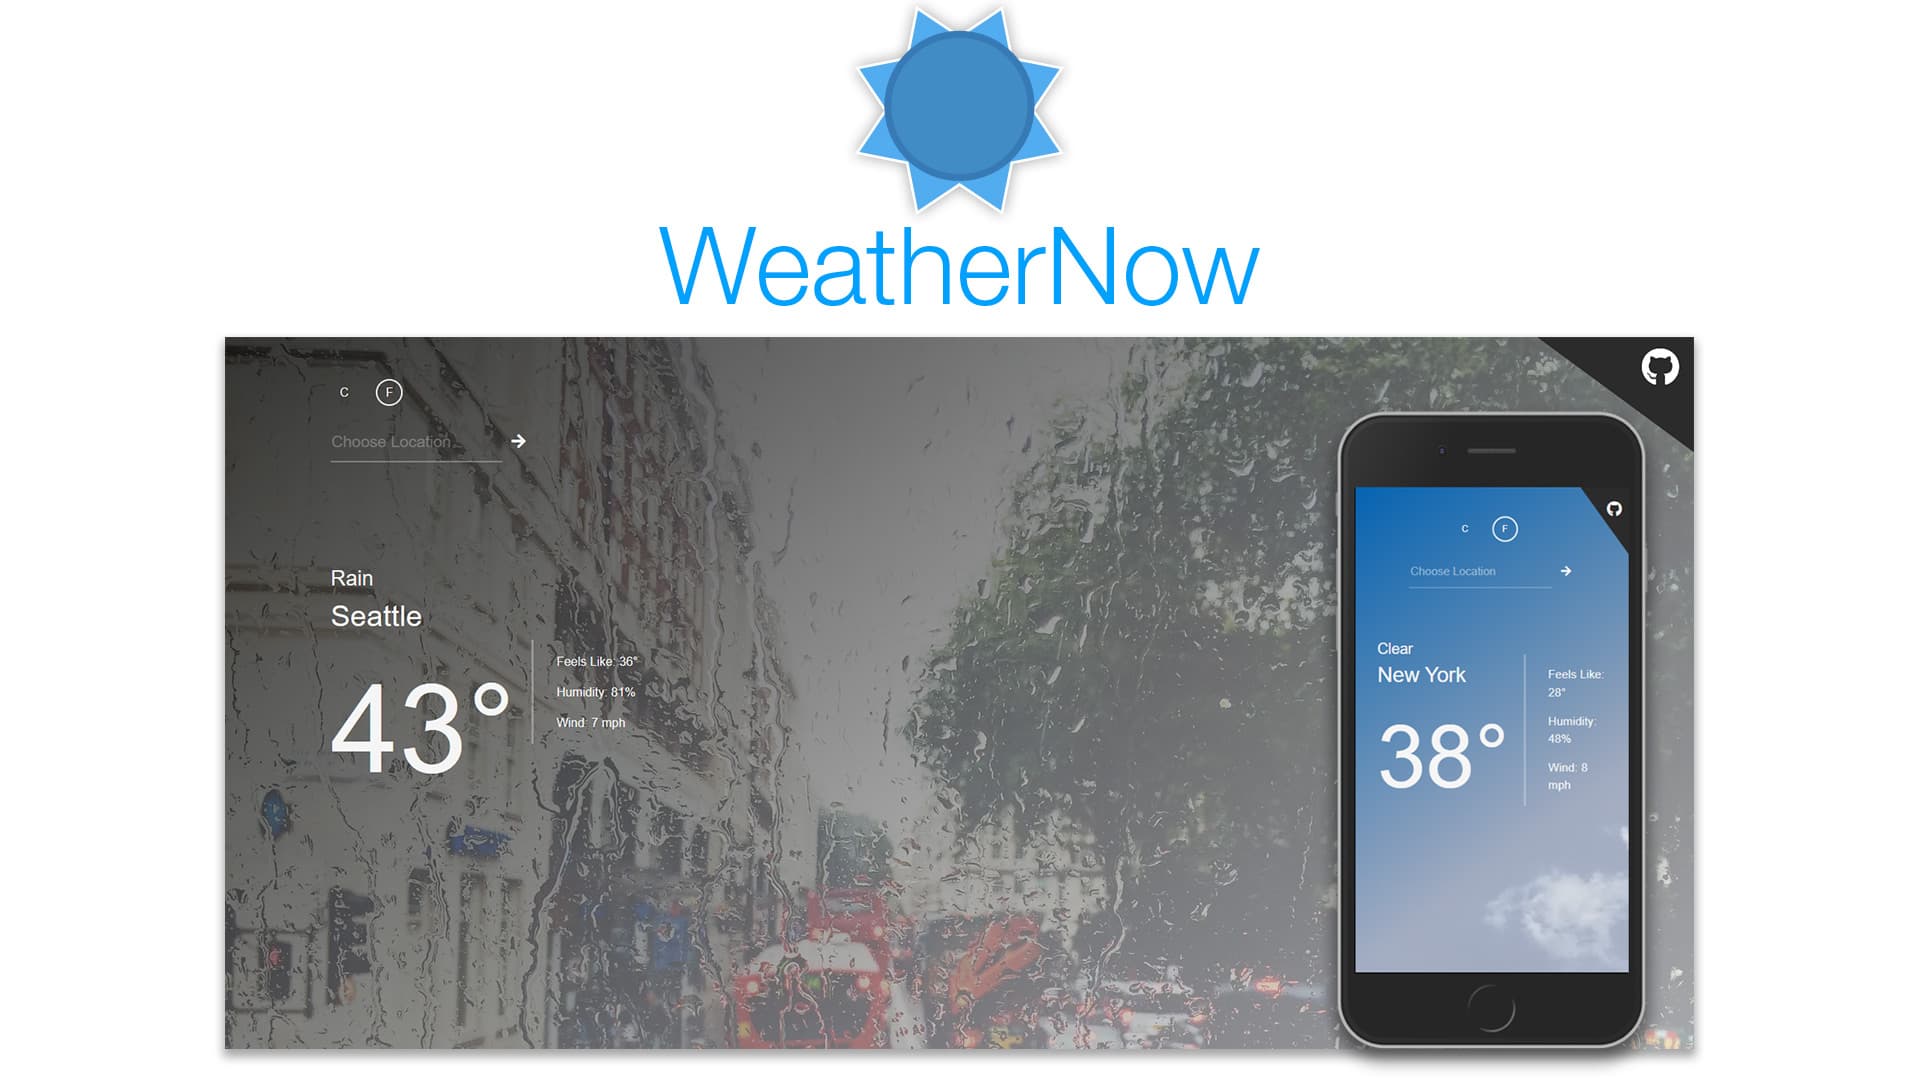 WeatherNow
C F
Choose Location...
Rain
Seattle
43°
Feels Like: 36°
Humidity: 81%
Wind: 7 mph
C F
Choose Location
Clear
New York
38°
Feels Like:
28°
Humidity:
48%
Wind: 8
mph